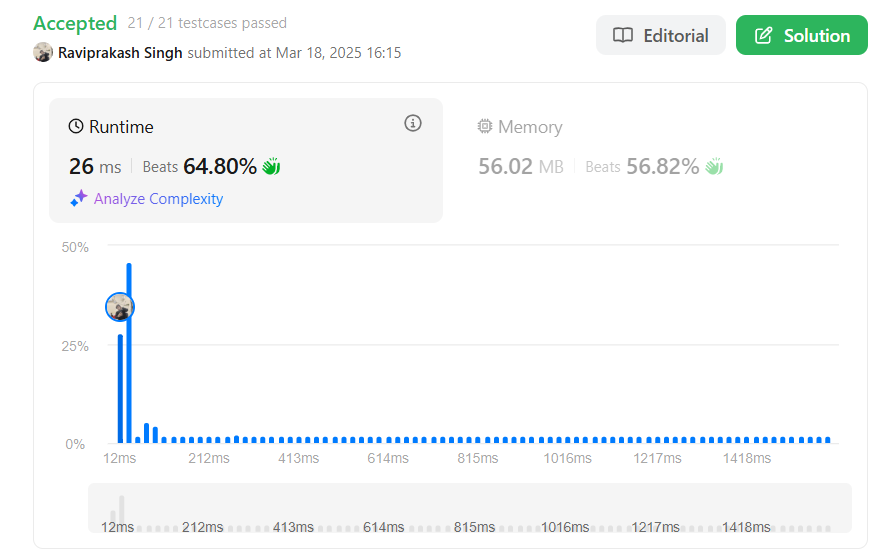 Accepted 21 / 21 testcases passed
Editorial
Solution
Raviprakash Singh submitted at Mar 18, 2025 16:15
Runtime
26 ms Beats 64.80%
Analyze Complexity
Memory
56.02 MB Beats 56.82%
50%
25%
0%
12ms 212ms 413ms 614ms 815ms 1016ms 1217ms 1418ms
12ms 212ms 413ms 614ms 815ms 1016ms 1217ms 1418ms